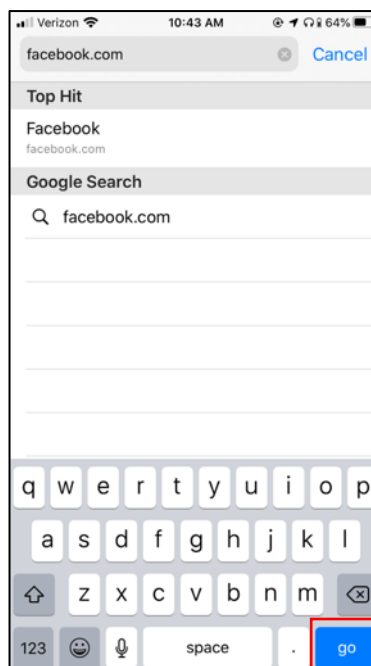 Verizon 10:43 AM 64%
facebook.com Cancel
Top Hit
Facebook
facebook.com
Google Search
facebook.com
q w e r t y u i o p
a s d f g h j k l
z x c v b n m
123 space . go